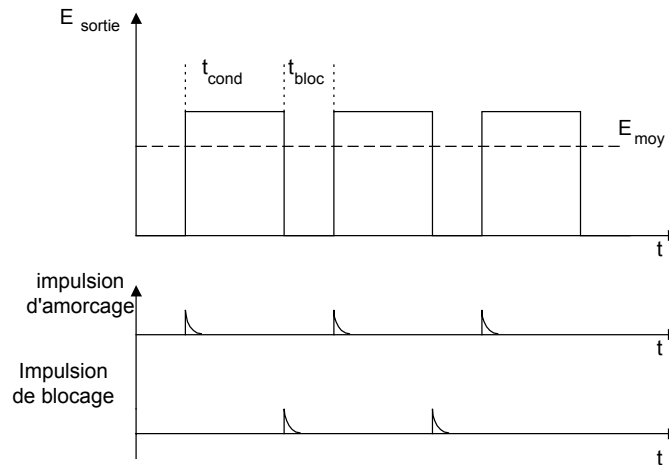 E sortie
t cond
t bloc
E moy
t
impulsion
d'amorcage
t
Impulsion
de blocage
t